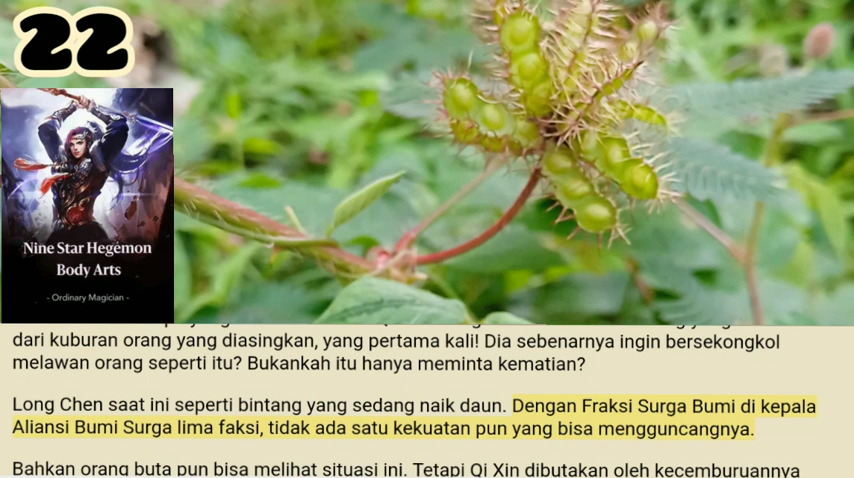 22
Nine Star Hegemon
Body Arts
- Ordinary Magician -
dari kuburan orang yang diasingkan, yang pertama kali! Dia sebenarnya ingin bersekongkol
melawan orang seperti itu? Bukankah itu hanya meminta kematian?
Long Chen saat ini seperti bintang yang sedang naik daun. Dengan Fraksi Surga Bumi di kepala
Aliansi Bumi Surga lima faksi, tidak ada satu kekuatan pun yang bisa mengguncangnya.
Bahkan orang buta pun bisa melihat situasi ini. Tetapi Qi Xin dibutakan oleh kecemburuannya